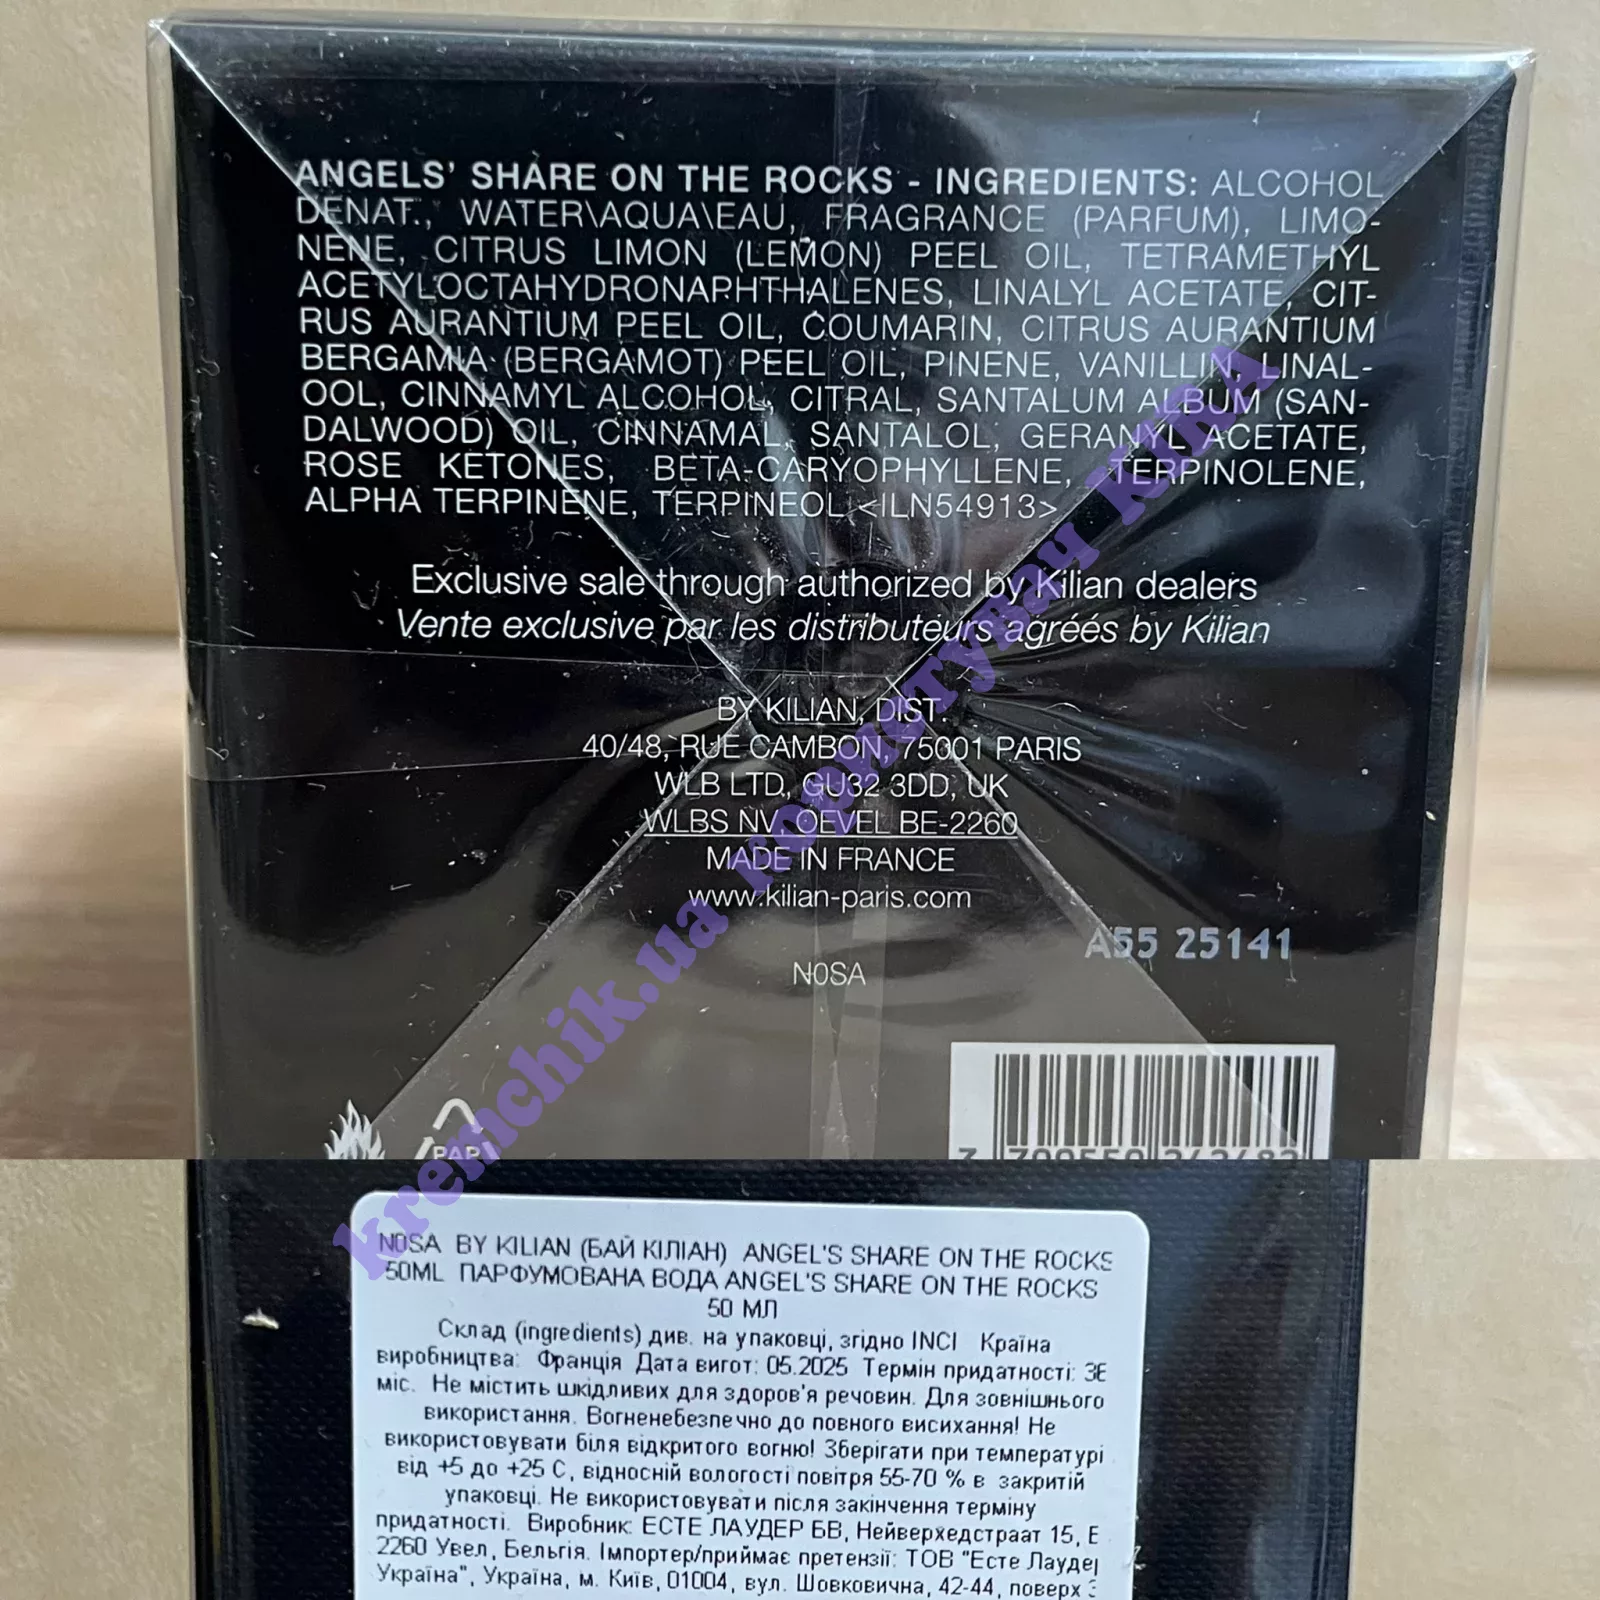 ANGELS' SHARE ON THE ROCKS - INGREDIENTS: ALCOHOL
DENAT., WATER\AQUA\EAU, FRAGRANCE (PARFUM), LIMO-
NENE, CITRUS LIMON (LEMON) PEEL OIL, TETRAMETHYL
ACETYLOCTAHYDRONAPHTHALENES, LINALYL ACETATE, CIT-
RUS AURANTIUM PEEL OIL, COUMARIN, CITRUS AURANTIUM
BERGAMIA (BERGAMOT) PEEL OIL, PINENE, VANILLIN, LINAL-
OOL, CINNAMYL ALCOHOL, CITRAL, SANTALUM ALBUM (SAN-
DALWOOD) OIL, CINNAMAL, SANTALOL, GERANYL ACETATE,
ROSE KETONES, BETA-CARYOPHYLLENE, TERPINOLENE,
ALPHA TERPINENE, TERPINEOL <ILN54913>
Exclusive sale through authorized by Kilian dealers
Vente exclusive par les distributeurs agréés by Kilian
BY KILIAN, DIST.
40/48, RUE CAMBON, 75001 PARIS
WLB LTD, GU32 3DD, UK
WLBS NV, OEVEL BE-2260
MADE IN FRANCE
www.kilian-paris.com
A55 25141
N0SA
PAP
kremchik.ua користувач KIRA
N0SA BY KILIAN (БАЙ КІЛІАН) ANGEL'S SHARE ON THE ROCKS
50ML ПАРФУМОВАНА ВОДА ANGEL'S SHARE ON THE ROCKS
50 МЛ
Склад (ingredients) див. на упаковці, згідно INCI Країна
виробництва: Франція Дата вигот: 05.2025 Термін придатності:
міс. Не містить шкідливих для здоров'я речовин. Для зовнішнього
використання. Вогненебезпечно до повного висихання! Не
використовувати біля відкритого вогню! Зберігати при температурі
від +5 до +25 С, відносній вологості повітря 55-70 % в закритій
упаковці. Не використовувати після закінчення терміну
придатності. Виробник: ЕСТЕ ЛАУДЕР БВ, Нейверхедстраат 15,
2260 Увел, Бельгія. Імпортер/приймає претензії: ТОВ "Есте Лаудер
Україна", Україна, м. Київ, 01004, вул. Шовковична, 42-44, поверх